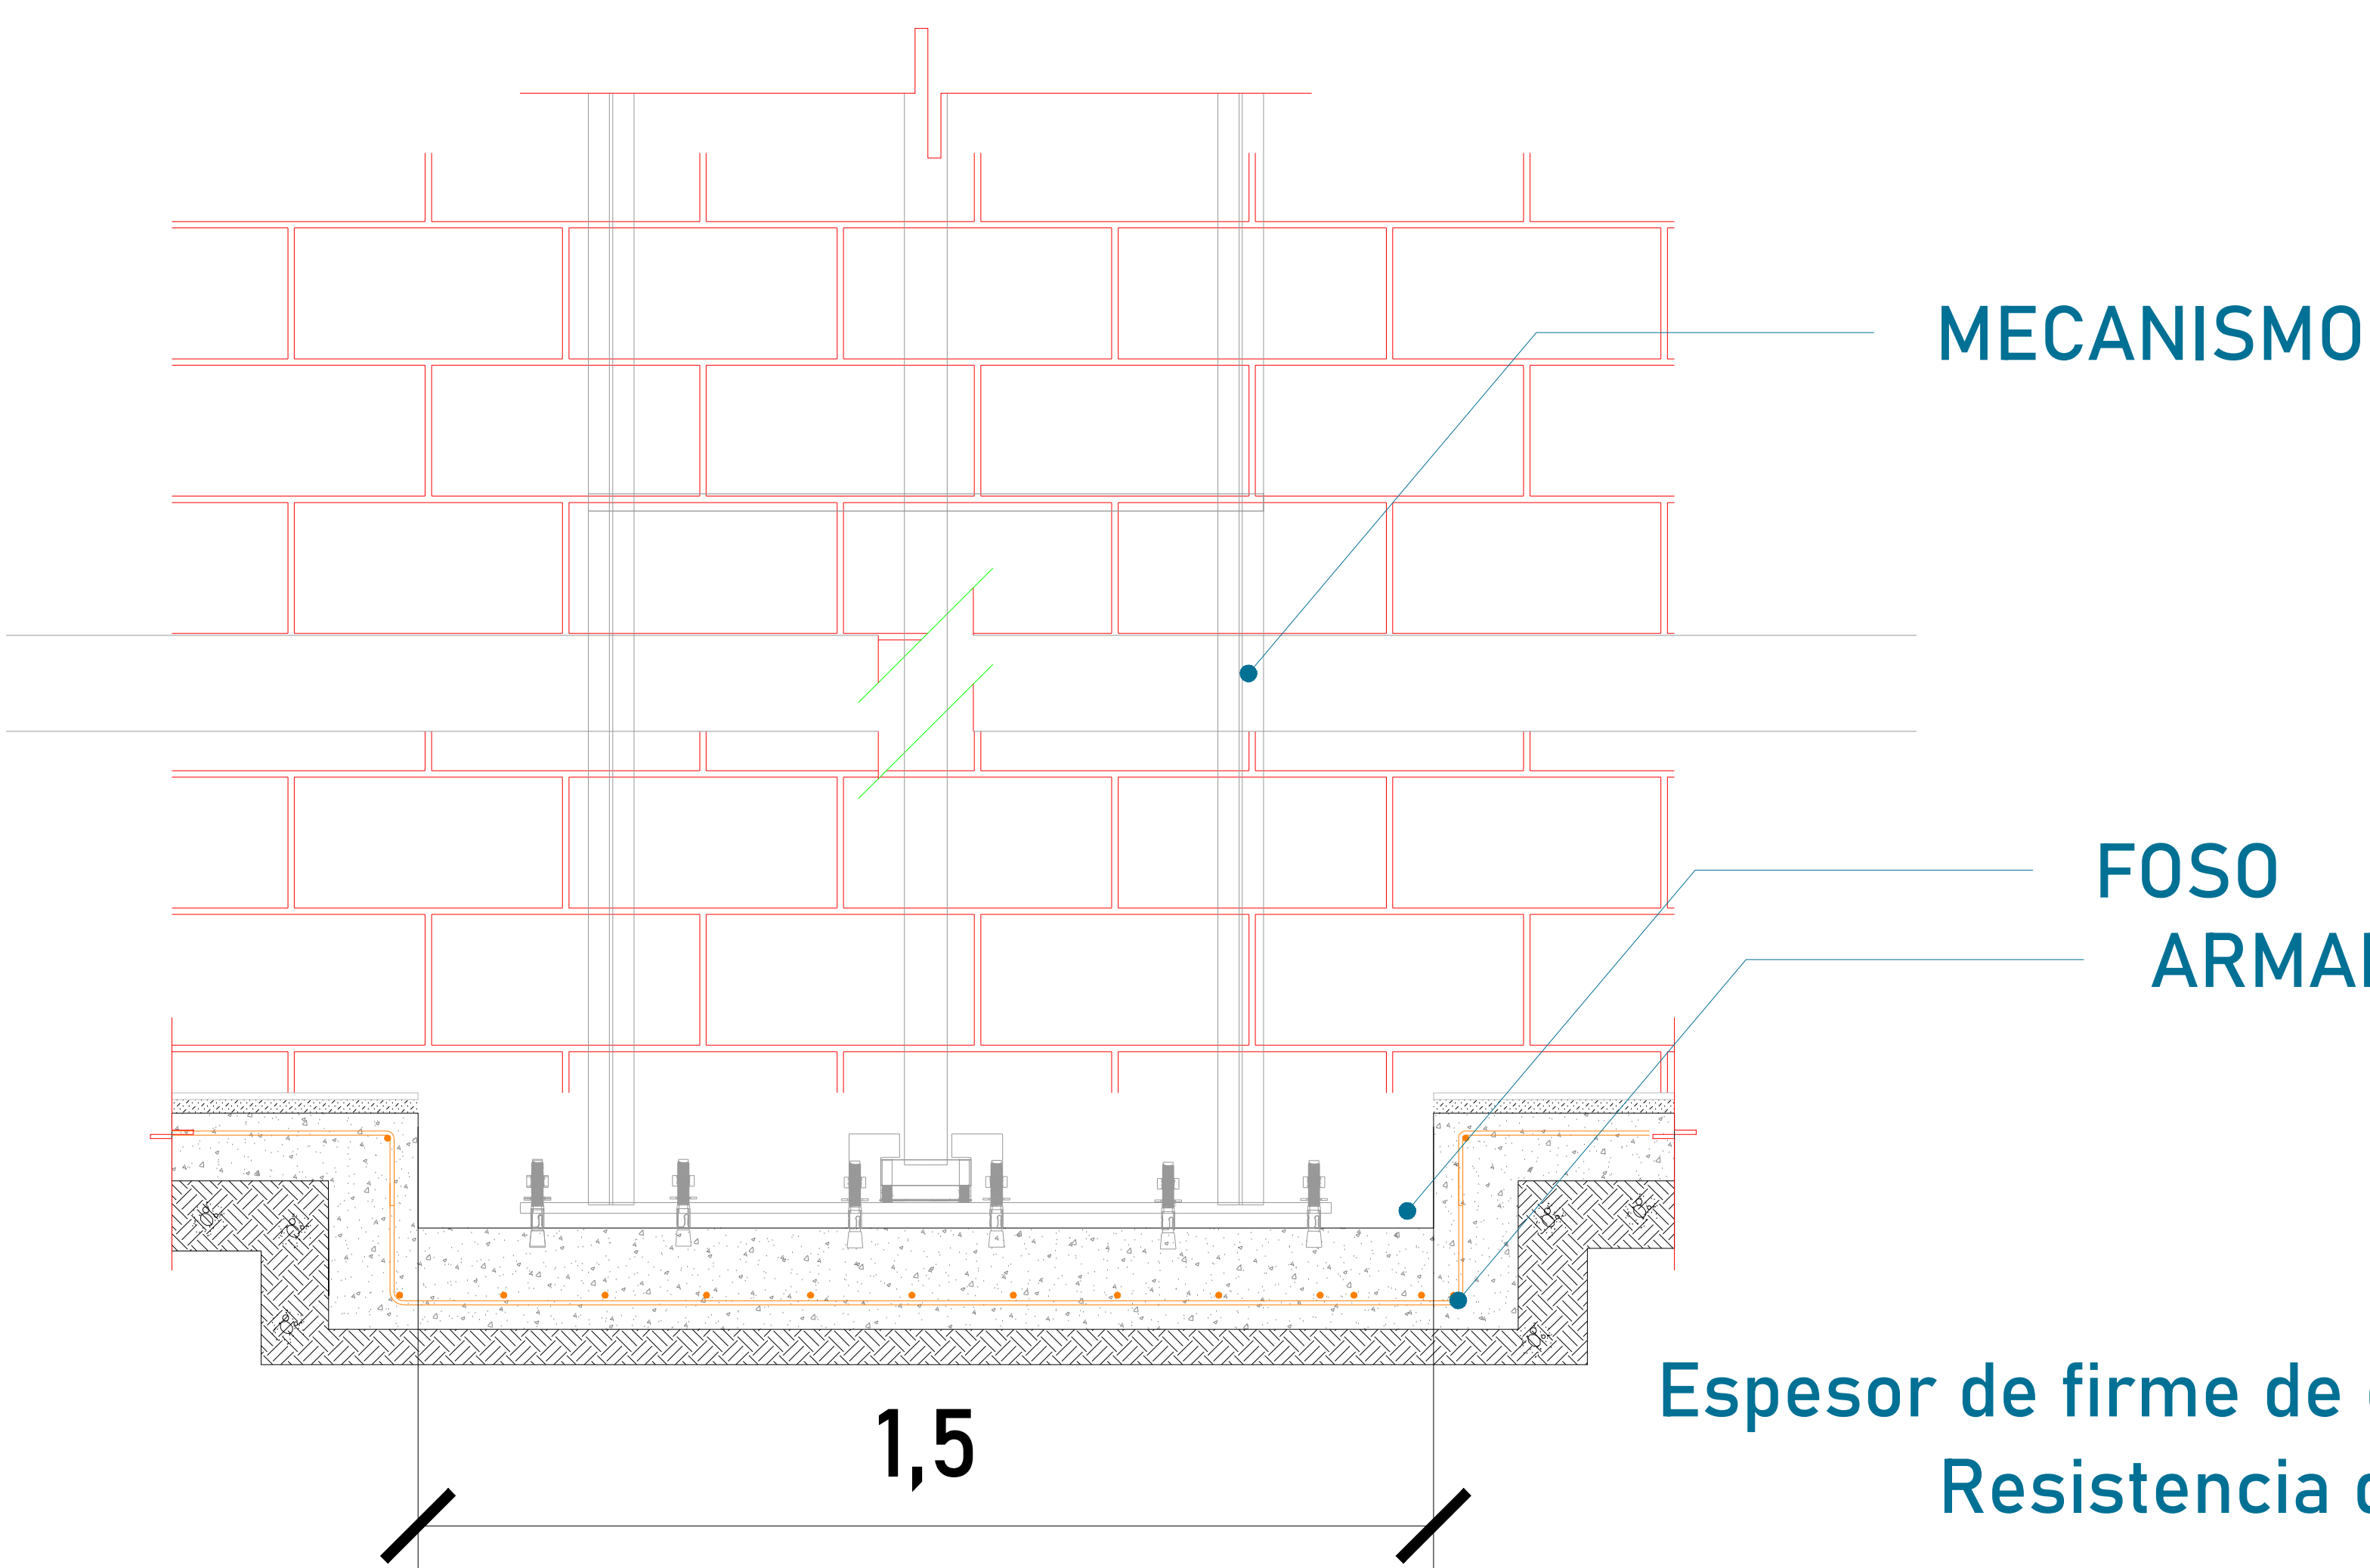 MECANISMO
FOSO
Espesor de firme de
Resistencia
1,5